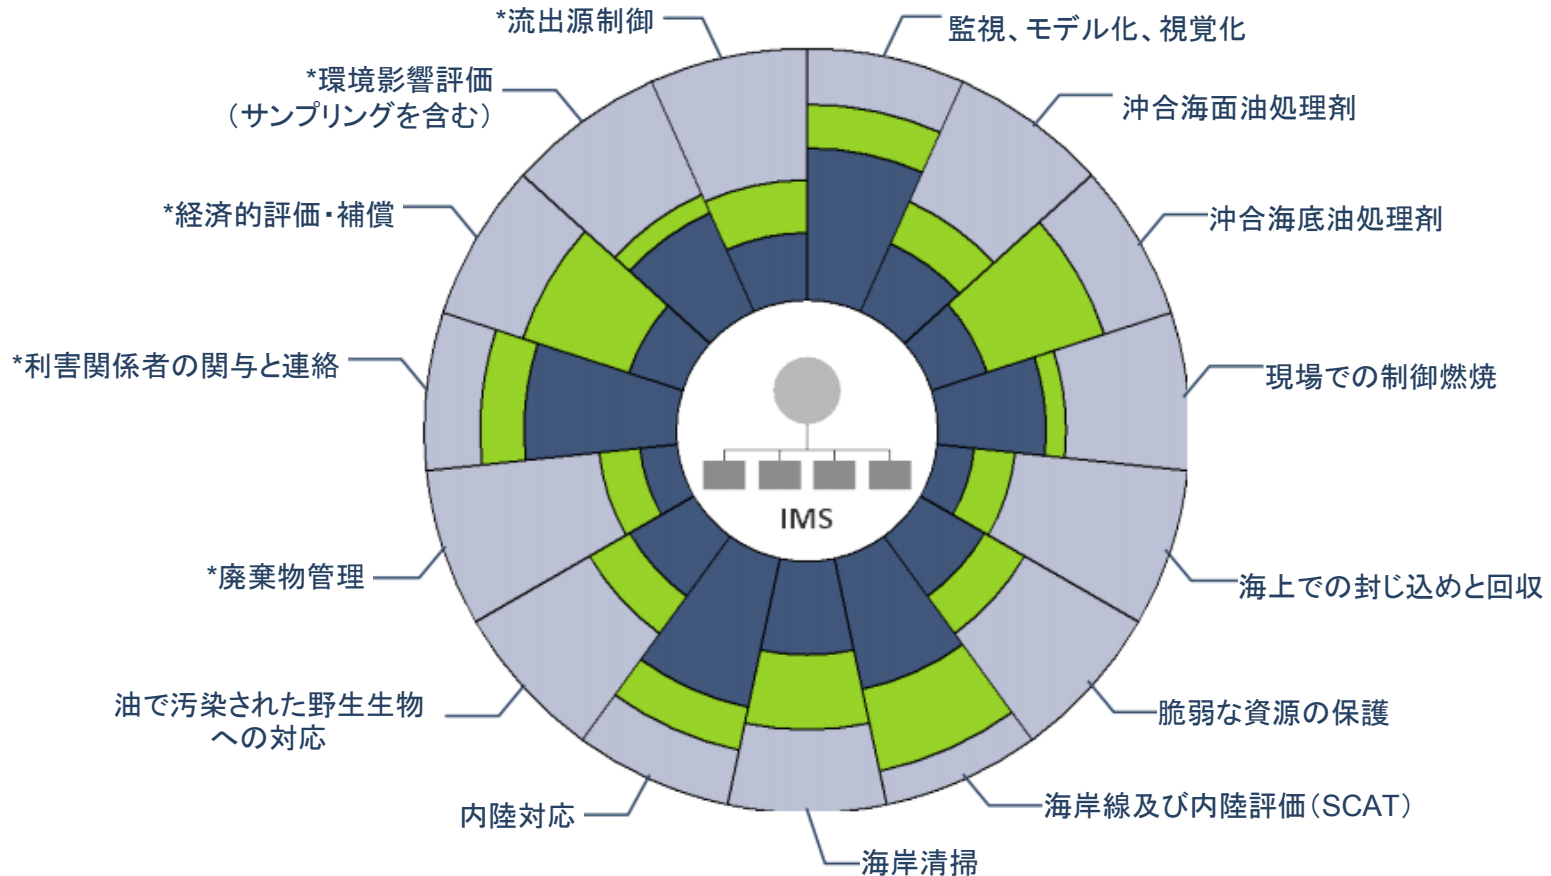 *流出源制御
監視、モデル化、視覚化
*環境影響評価
（サンプリングを含む）
沖合海面油処理剤
*経済的評価・補償
沖合海底油処理剤
*利害関係者の関与と連絡
現場での制御燃焼
IMS
*廃棄物管理
海上での封じ込めと回収
油で汚染された野生生物
への対応
脆弱な資源の保護
内陸対応
海岸線及び内陸評価（SCAT）
海岸清掃